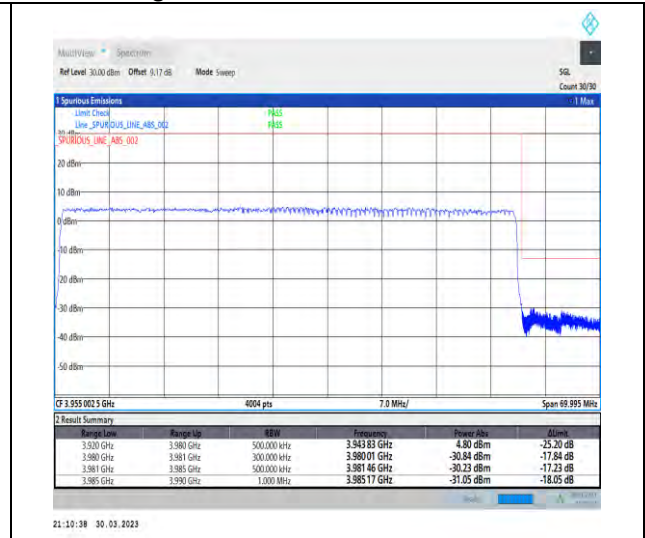 MultiView Spectrum
Ref Level 30.00 dBm Offset 9.17 dB Mode Sweep SGL
Count 30/30
1 Spurious Emissions 1 Max
Limit Check PASS
Line _SPURIOUS_LINE_ABS_002 PASS
30 dBm
_SPURIOUS_LINE_ABS_002
20 dBm
10 dBm
0 dBm
-10 dBm
-20 dBm
-30 dBm
-40 dBm
-50 dBm
CF 3.955 002 5 GHz 4004 pts 7.0 MHz/ Span 69.995 MHz
2 Result Summary
Range Low Range Up RBW Frequency Power Abs ΔLimit
3.920 GHz 3.980 GHz 500.000 kHz 3.943 83 GHz 4.80 dBm -25.20 dB
3.980 GHz 3.981 GHz 300.000 kHz 3.980 01 GHz -30.84 dBm -17.84 dB
3.981 GHz 3.985 GHz 500.000 kHz 3.981 46 GHz -30.23 dBm -17.23 dB
3.985 GHz 3.990 GHz 1.000 MHz 3.985 17 GHz -31.05 dBm -18.05 dB
21:10:38 30.03.2023